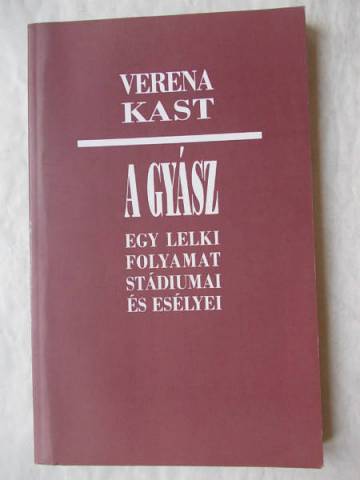 VERENA
KAST
A GYÁSZ
EGY LELKI
FOLYAMAT
STÁDIUMAI
ÉS ESÉLYEI